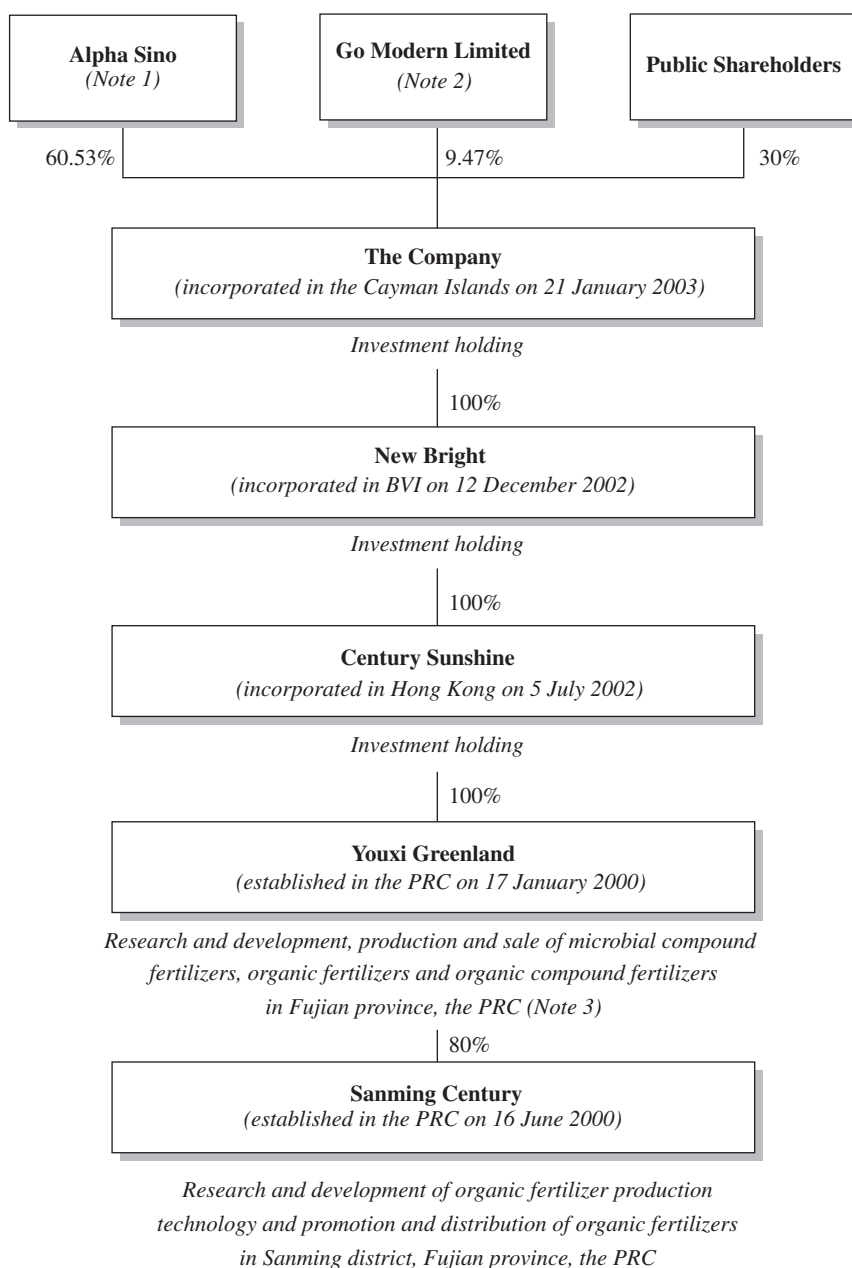 Alpha Sino
(Note 1)
Go Modern Limited
(Note 2)
Public Shareholders
60.53%
9.47%
30%
The Company
(incorporated in the Cayman Islands on 21 January 2003)
Investment holding
100%
New Bright
(incorporated in BVI on 12 December 2002)
Investment holding
100%
Century Sunshine
(incorporated in Hong Kong on 5 July 2002)
Investment holding
100%
Youxi Greenland
(established in the PRC on 17 January 2000)
Research and development, production and sale of microbial compound
fertilizers, organic fertilizers and organic compound fertilizers
in Fujian province, the PRC (Note 3)
80%
Sanming Century
(established in the PRC on 16 June 2000)
Research and development of organic fertilizer production
technology and promotion and distribution of organic fertilizers
in Sanming district, Fujian province, the PRC